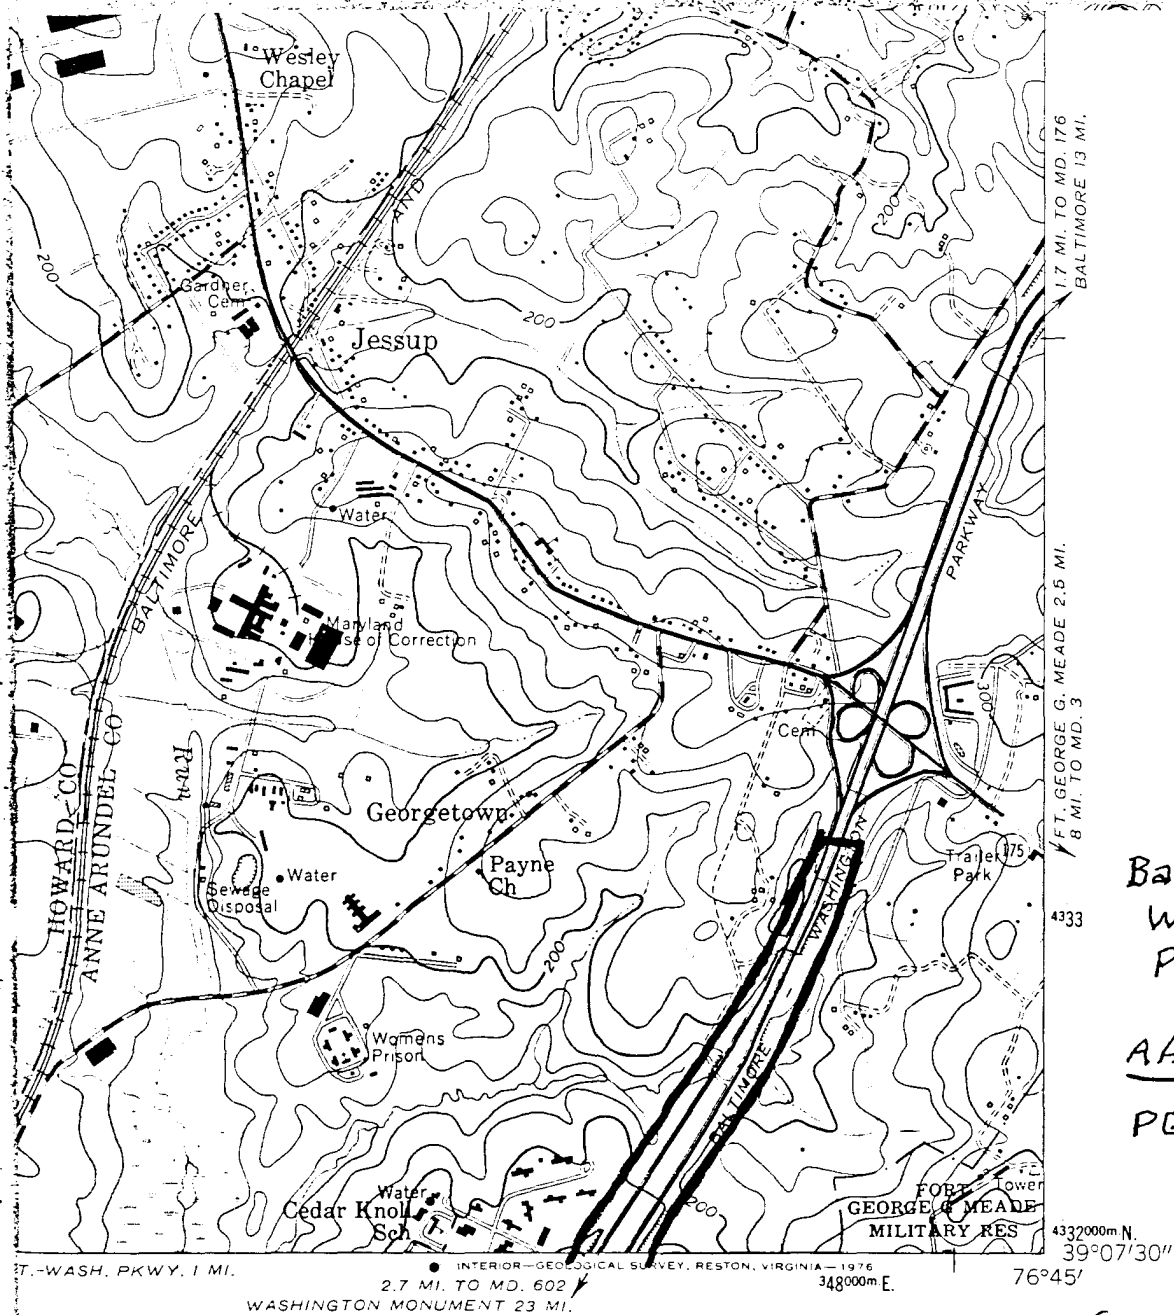 Wesley
Chapel
AND
200
200
Gardner
Cem
200
Jessup
1.7 MI. TO MD. 176
BALTIMORE 13 MI.
Water
BALTIMORE
PARKWAY
Maryland
House of Correction
FT. GEORGE G. MEADE 2.5 MI.
8 MI. TO MD. 3
300
Cem
HOWARD CO
ANNE ARUNDEL CO
Run
Georgetown
Payne
Ch
Water
Sewage
Disposal
WASHINGTON
Trailer
Park
175
4333
200
Womens
Prison
BALTIMORE
AA
Water
Cedar Knoll
Sch
200
Tower
FORT
GEORGE G MEADE
MILITARY RES
4332000m. N.
39°07'30"
76°45'
T.-WASH. PKWY. 1 MI.
INTERIOR—GEOLOGICAL SURVEY, RESTON, VIRGINIA—1976
348000m. E.
2.7 MI. TO MD. 602
WASHINGTON MONUMENT 23 MI.